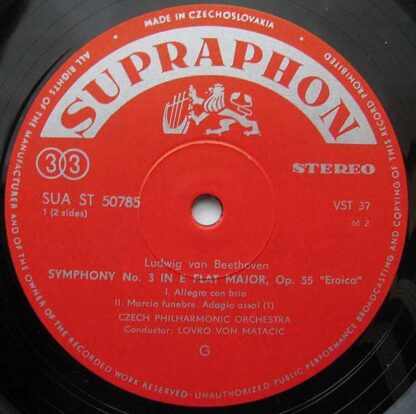 MADE IN CZECHOSLOVAKIA
ALL RIGHTS OF THE MANUFACTURER AND OF THE OWNER OF THE RECORDED WORK RESERVED - UNAUTHORIZED PUBLIC PERFORMANCE BROADCASTING AND COPYING OF THIS RECORD PROHIBITED
SUPRAPHON
33
STEREO
SUA ST 50785
VST 37
1 (2 sides)
66 2
Ludwig van Beethoven
SYMPHONY No. 3 IN E FLAT MAJOR, Op. 55 "Eroica"
I. Allegro con brio
II. Marcia funebre. Adagio assai (1)
CZECH PHILHARMONIC ORCHESTRA
Conductor: LOVRO VON MATAČIĆ
G